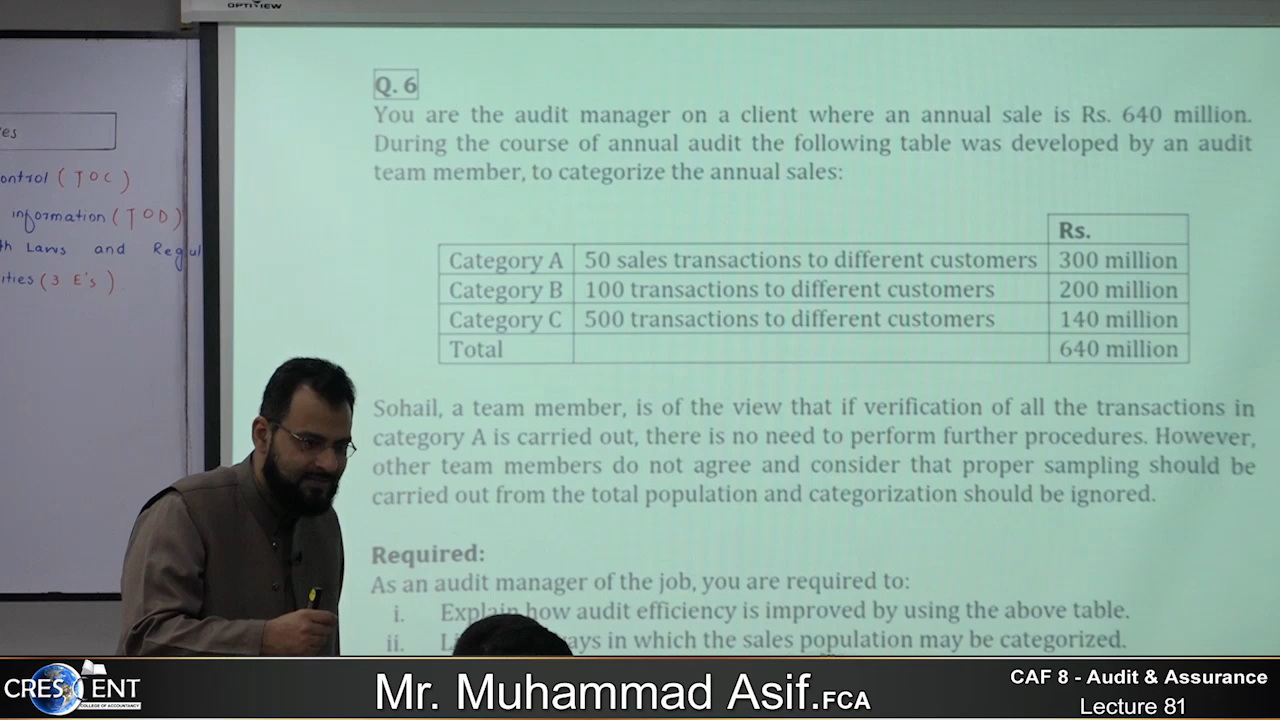 OPTIVIEW
es
ontrol (TOC)
information (TOD)
th Laws and Regul
ities (3 E's)
Q. 6
You are the audit manager on a client where an annual sale is Rs. 640 million.
During the course of annual audit the following table was developed by an audit
team member, to categorize the annual sales:
Rs.
Category A 50 sales transactions to different customers 300 million
Category B 100 transactions to different customers 200 million
Category C 500 transactions to different customers 140 million
Total 640 million
Sohail, a team member, is of the view that if verification of all the transactions in
category A is carried out, there is no need to perform further procedures. However,
other team members do not agree and consider that proper sampling should be
carried out from the total population and categorization should be ignored.
Required:
As an audit manager of the job, you are required to:
i. Explain how audit efficiency is improved by using the above table.
ii. in which the sales population may be categorized.
CRESCENT
COLLEGE OF ACCOUNTANCY
Mr. Muhammad Asif.FCA
CAF 8 - Audit & Assurance
Lecture 81